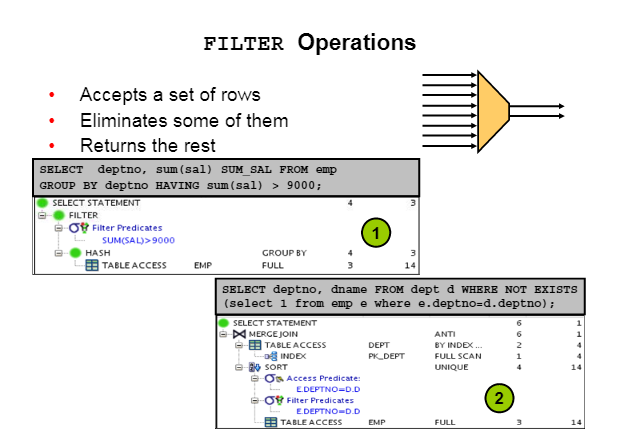 FILTER Operations
• Accepts a set of rows
• Eliminates some of them
• Returns the rest
SELECT deptno, sum(sal) SUM_SAL FROM emp
GROUP BY deptno HAVING sum(sal) > 9000;
SELECT STATEMENT 4 3
FILTER
Filter Predicates
SUM(SAL)>9000
HASH GROUP BY 4 3
TABLE ACCESS EMP FULL 3 14
1
SELECT deptno, dname FROM dept d WHERE NOT EXISTS
(select 1 from emp e where e.deptno=d.deptno);
SELECT STATEMENT 6 1
MERGE JOIN ANTI 6 1
TABLE ACCESS DEPT BY INDEX ... 2 4
INDEX PK_DEPT FULL SCAN 1 4
SORT UNIQUE 4 14
Access Predicate:
E.DEPTNO=D.D
Filter Predicates
E.DEPTNO=D.D
TABLE ACCESS EMP FULL 3 14
2